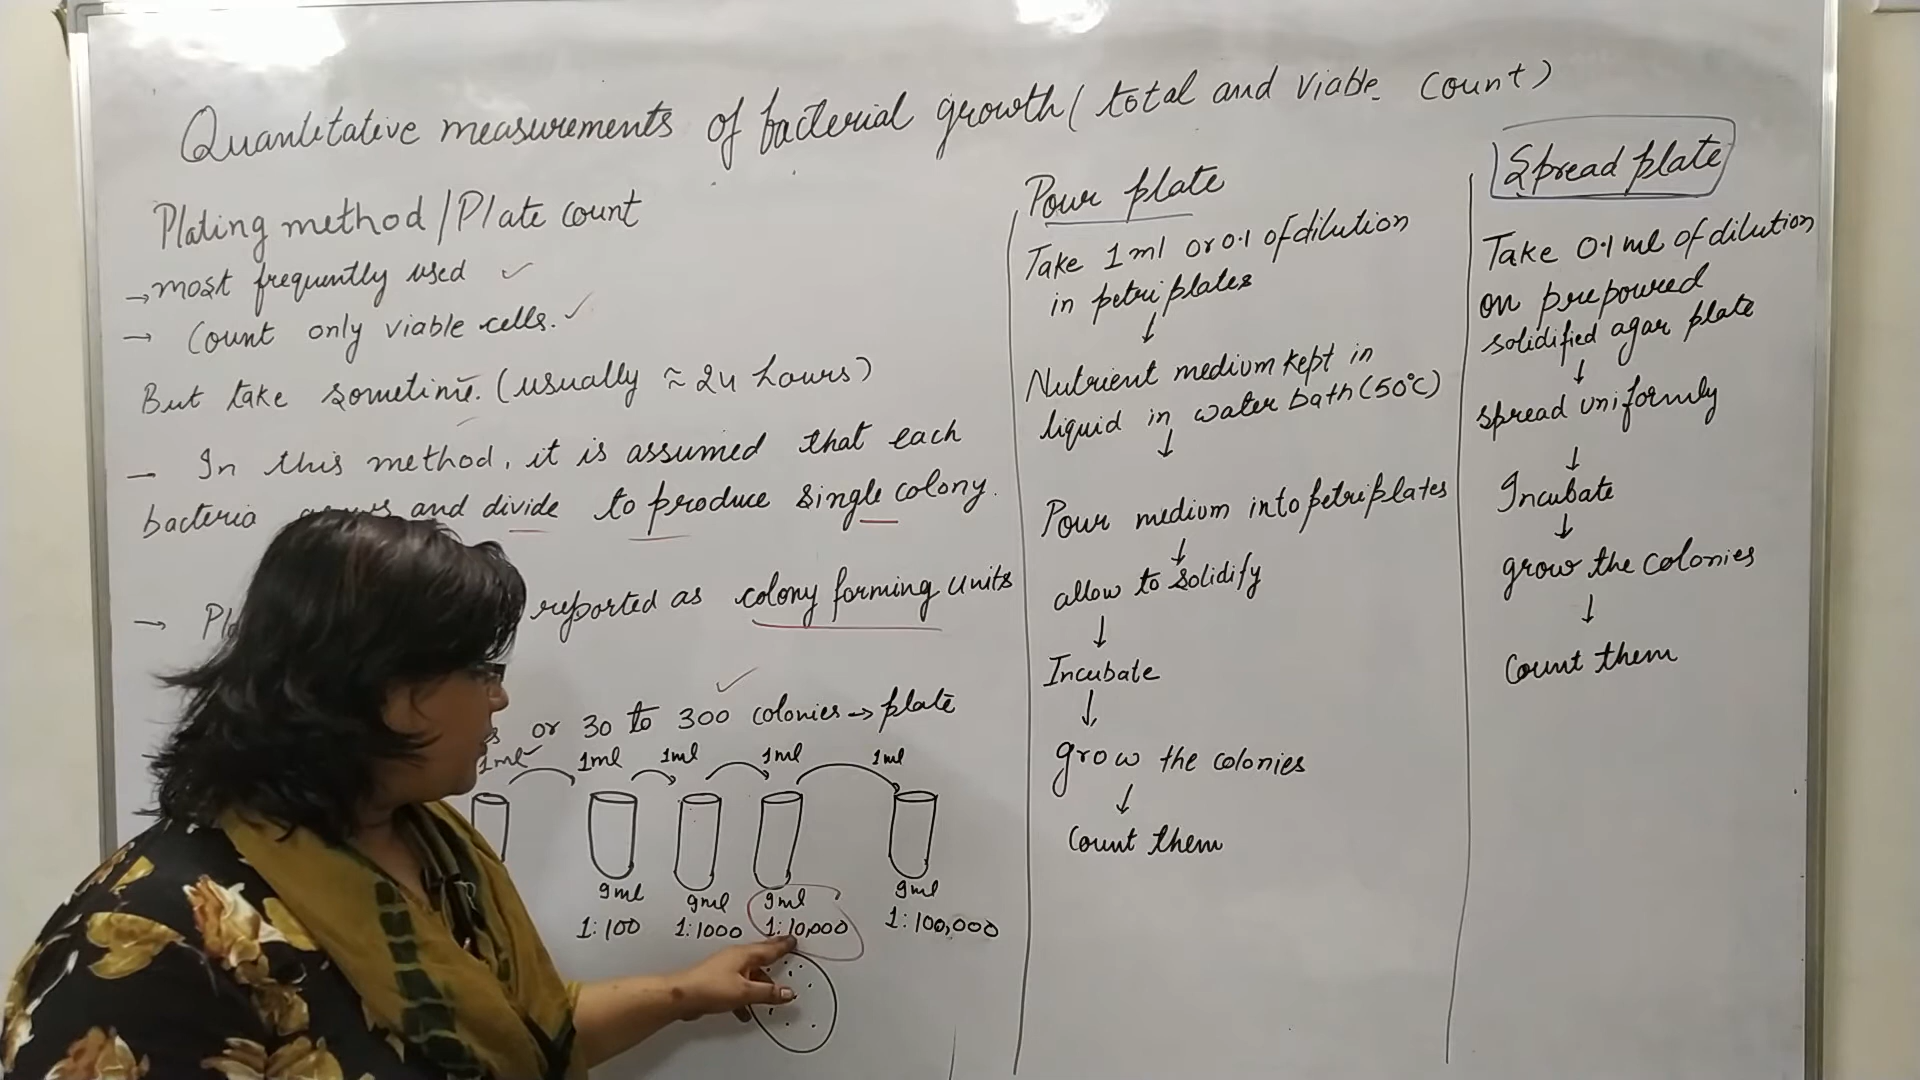 Quantitative measurements of bacterial growth ( total and viable count )
Plating method / Plate count
→ most frequently used ✓
→ Count only viable cells. ✓
But take sometime. (usually ≈ 24 hours)
- In this method, it is assumed that each
bacteria and divide to produce single colony.
→ reported as colony forming units
or 30 to 300 colonies → plate
1ml 1ml 1ml 1ml 1ml
9ml 9ml 9ml 9ml
1:100 1:1000 1:10,000 1:100,000
Pour plate
Take 1 ml or 0.1 of dilution
in petriplates
↓
Nutrient medium kept in
liquid in water bath (50°C)
↓
Pour medium into petriplates
↓
allow to solidify
↓
Incubate
↓
grow the colonies
↓
Count them
Spread plate
Take 0.1 ml of dilution
on prepoured
solidified agar plate
↓
spread uniformly
↓
Incubate
↓
grow the colonies
↓
Count them